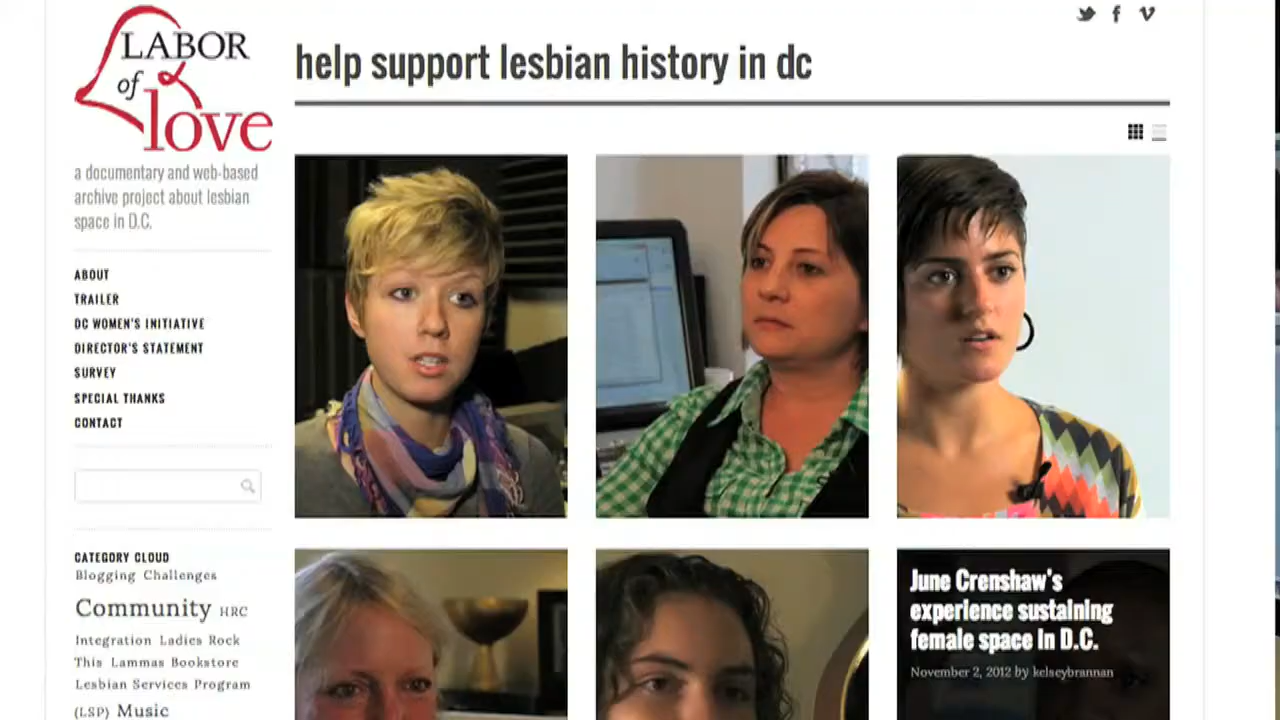 LABOR
of
love
a documentary and web-based
archive project about lesbian
space in D.C.
ABOUT
TRAILER
DC WOMEN'S INITIATIVE
DIRECTOR'S STATEMENT
SURVEY
SPECIAL THANKS
CONTACT
CATEGORY CLOUD
Blogging Challenges
Community HRC
Integration Ladies Rock
This Lammas Bookstore
Lesbian Services Program
(LSP) Music
help support lesbian history in dc
June Crenshaw's
experience sustaining
female space in D.C.
November 2, 2012 by kelseybrannan